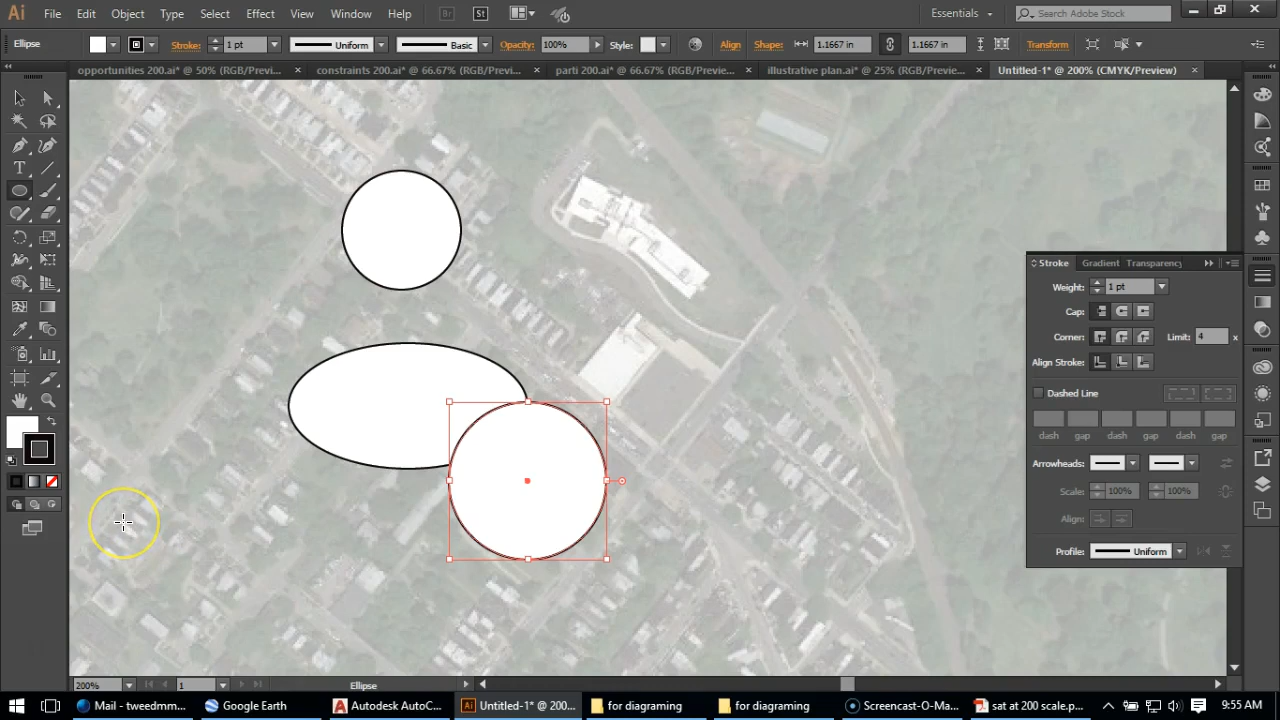 Ai File Edit Object Type Select Effect View Window Help Br St Essentials Search Adobe Stock
Ellipse Stroke: 1 pt Uniform Basic Opacity: 100% Style: Align Shape: 1.1667 in 1.1667 in Transform
opportunities 200.ai* @ 50% (RGB/Previ... × constraints 200.ai* @ 66.67% (RGB/Previ... × parti 200.ai* @ 66.67% (RGB/Previe... × illustrative plan.ai* @ 25% (RGB/Previe... × Untitled-1* @ 200% (CMYK/Preview) ×
Stroke Gradient Transparency
Weight: 1 pt
Cap:
Corner: Limit: 4 x
Align Stroke:
Dashed Line
dash gap dash gap dash gap
Arrowheads:
Scale: 100% 100%
Align:
Profile: Uniform
200% 1 Ellipse
Mail - tweedmm... Google Earth Autodesk AutoC... Untitled-1* @ 200... for diagraming for diagraming Screencast-O-Ma... sat at 200 scale.p... 9:55 AM